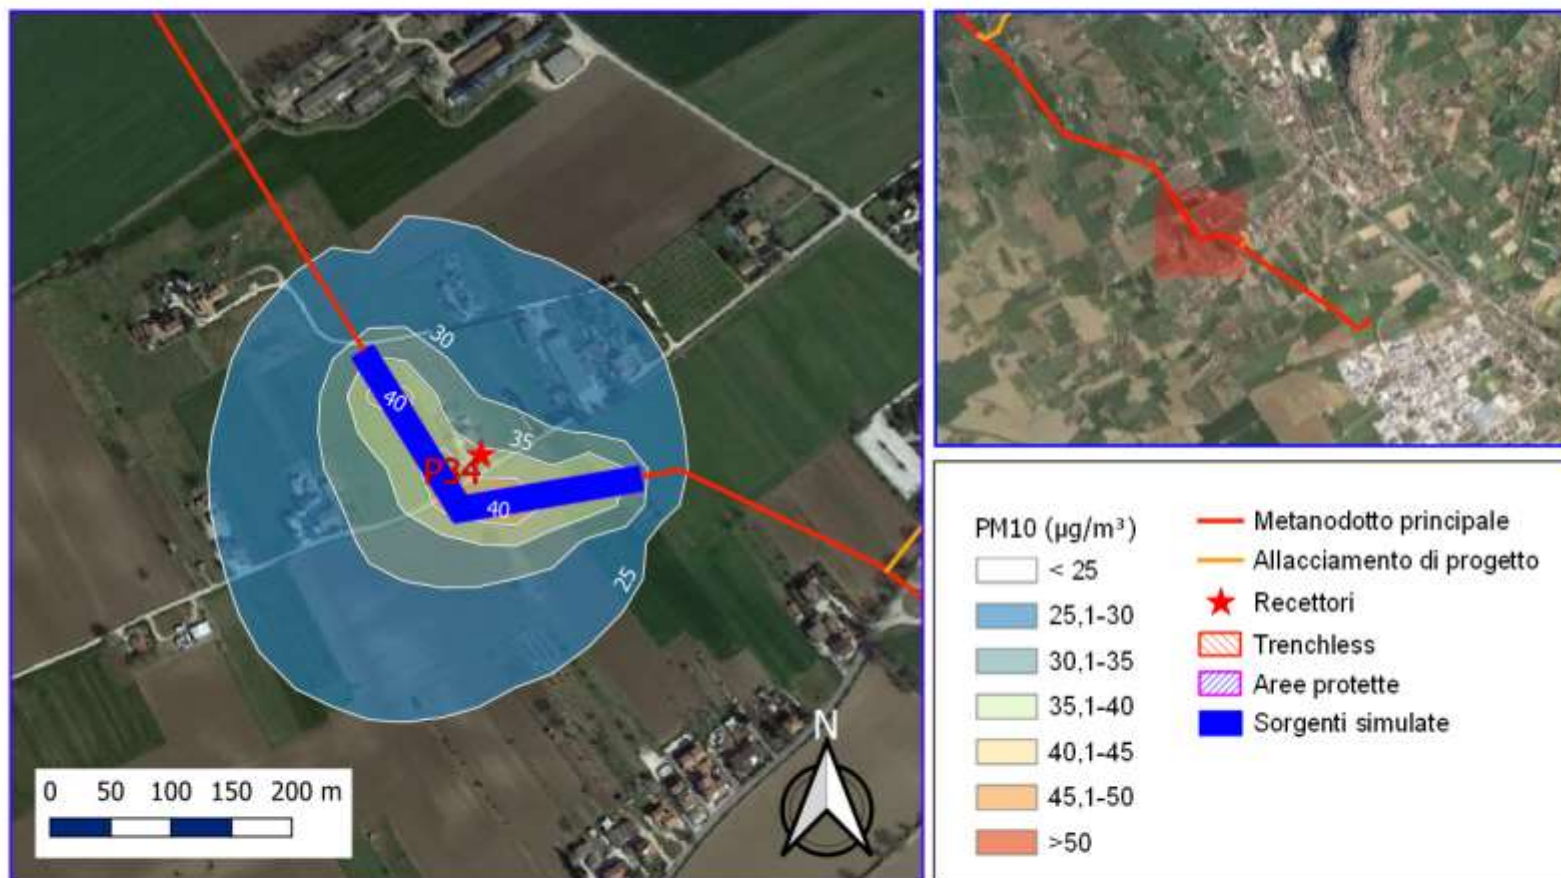 30
40
35
P34
40
25
0 50 100 150 200 m
N
PM10 (µg/m³)
< 25
25,1-30
30,1-35
35,1-40
40,1-45
45,1-50
>50
Metanodotto principale
Allacciamento di progetto
Recettori
Trenchless
Aree protette
Sorgenti simulate